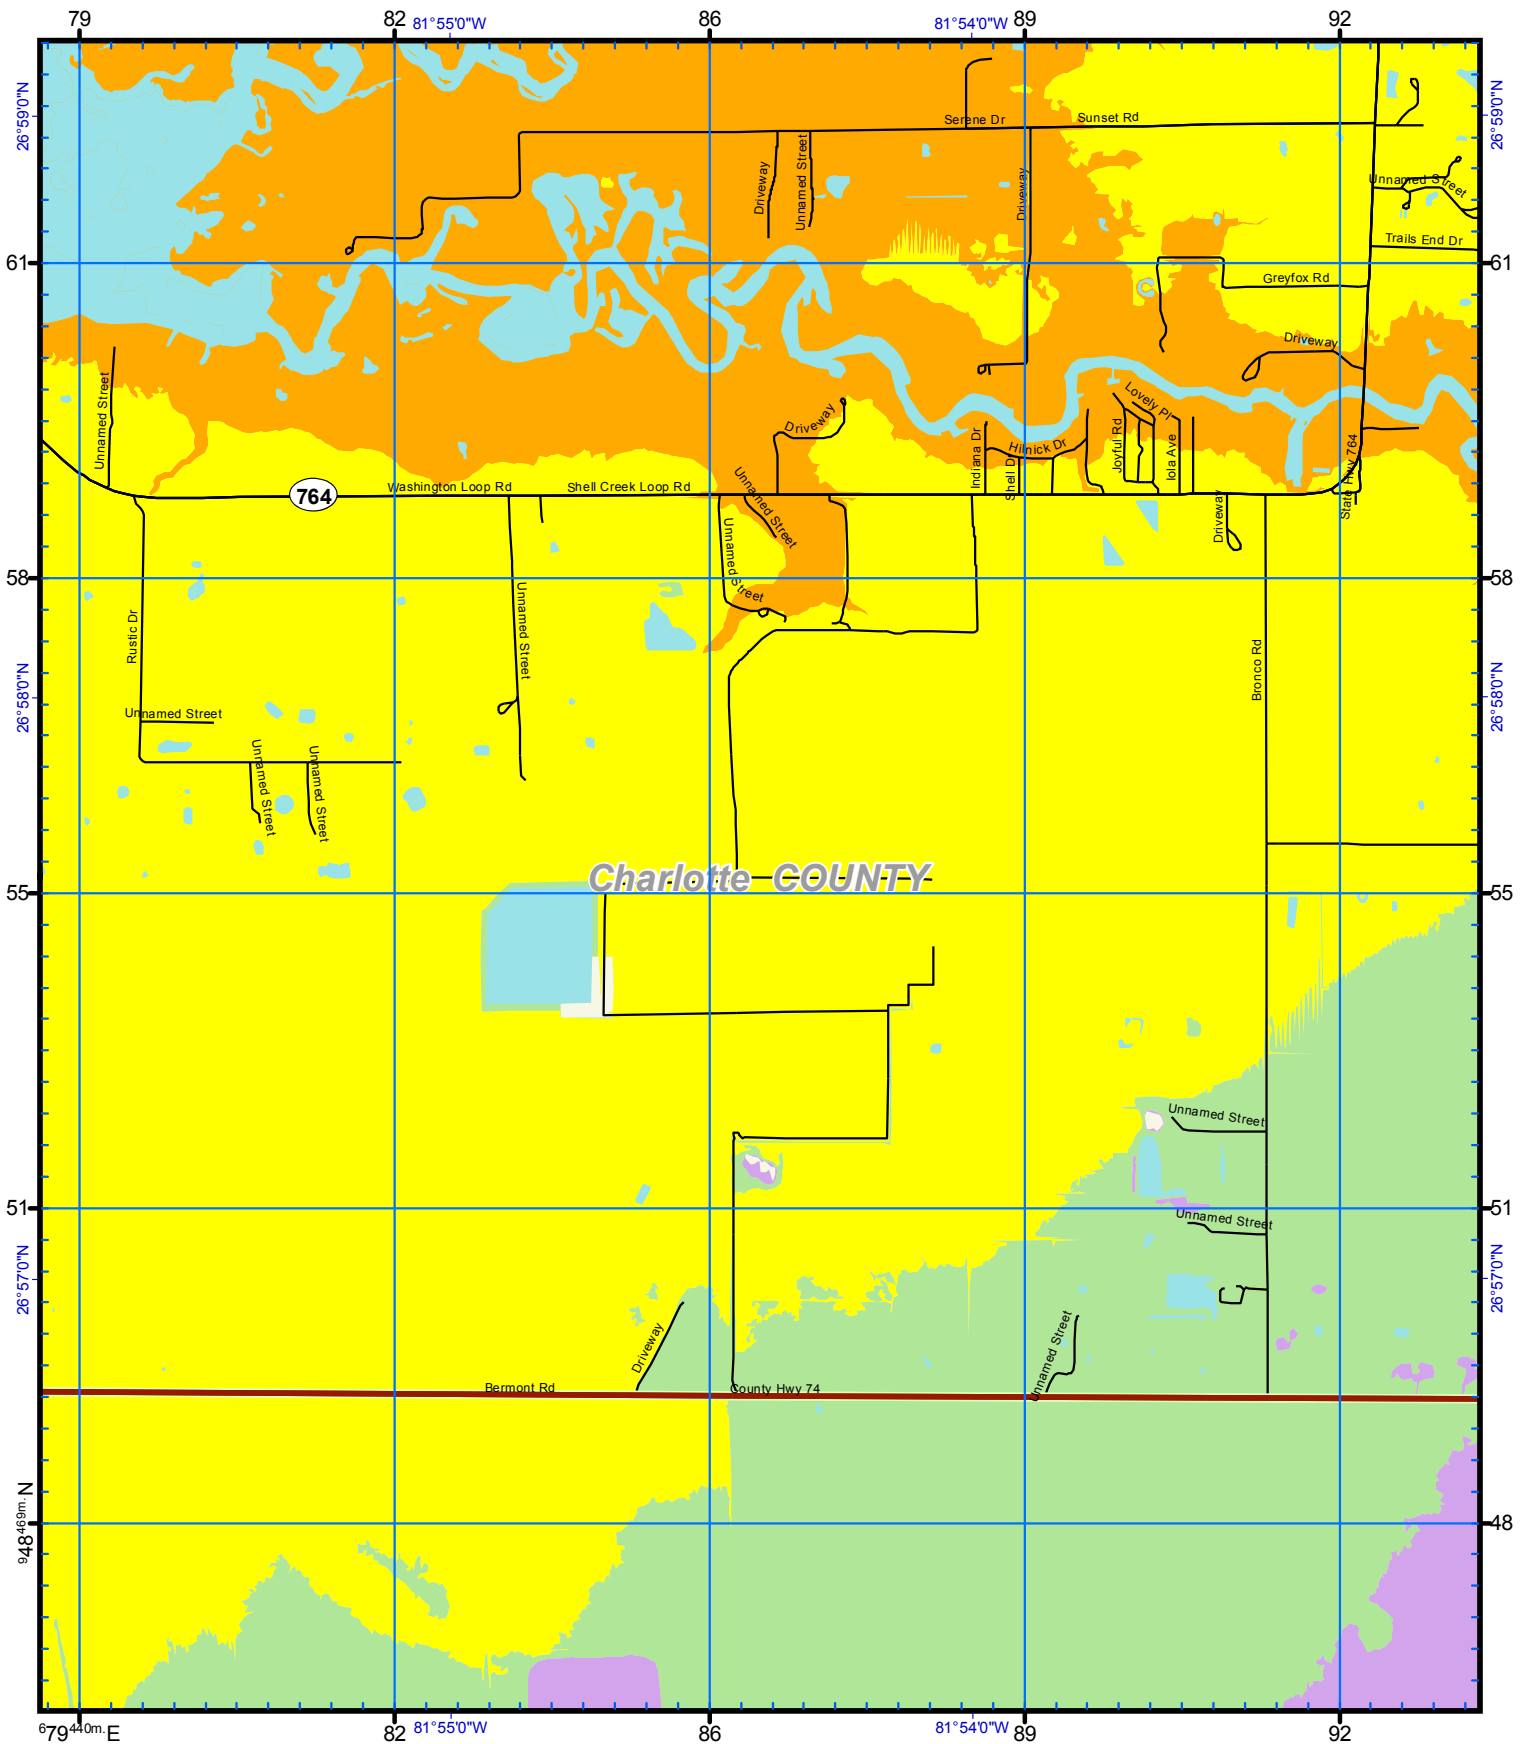 79 82 81°55'0"W 86 81°54'0"W 89 92
26°59'0"N
26°59'0"N
Serene Dr
Sunset Rd
Driveway
Unnamed Street
Driveway
Unnamed Street
Trails End Dr
61
61
Greyfox Rd
Driveway
Unnamed Street
Lovely Pl
Driveway
Indiana Dr
Hilnick Dr
Shell D
Joyful Rd
Iola Ave
State Hwy 764
764
Washington Loop Rd
Shell Creek Loop Rd
Unnamed Street
Unnamed Street
Driveway
58
58
Rustic Dr
Unnamed Street
Bronco Rd
26°58'0"N
26°58'0"N
Unnamed Street
Unnamed Street
Unnamed Street
Charlotte COUNTY
55
55
Unnamed Street
51
51
Unnamed Street
26°57'0"N
26°57'0"N
Driveway
Unnamed Street
Bermont Rd
County Hwy 74
948469m. N
48
679440m. E 82 81°55'0"W 86 81°54'0"W 89 92